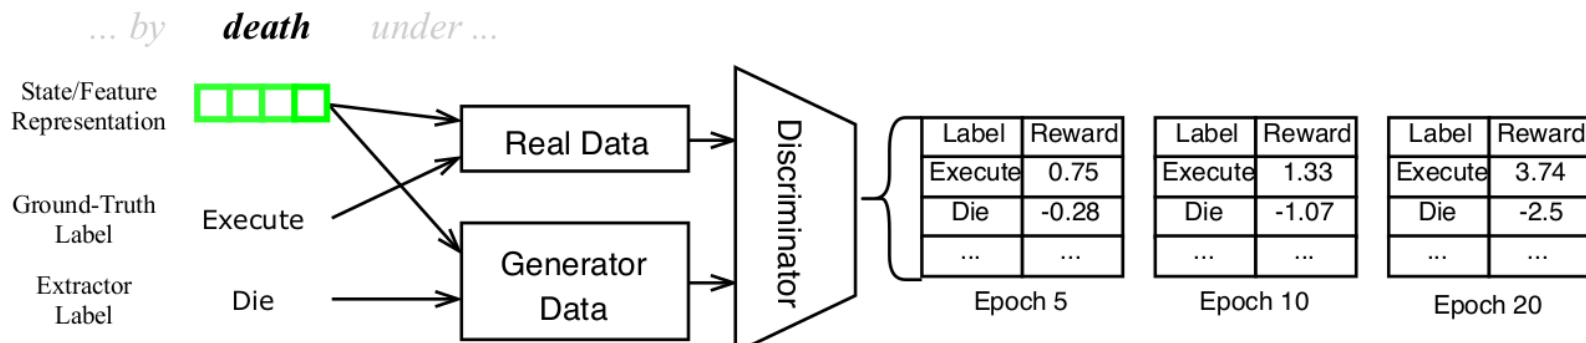 ... by death under ...
State/Feature
Representation
Ground-Truth
Label
Execute
Extractor
Label
Die
Real Data
Generator
Data
Discriminator
Label Reward
Execute 0.75
Die -0.28
... ...
Epoch 5
Label Reward
Execute 1.33
Die -1.07
... ...
Epoch 10
Label Reward
Execute 3.74
Die -2.5
... ...
Epoch 20